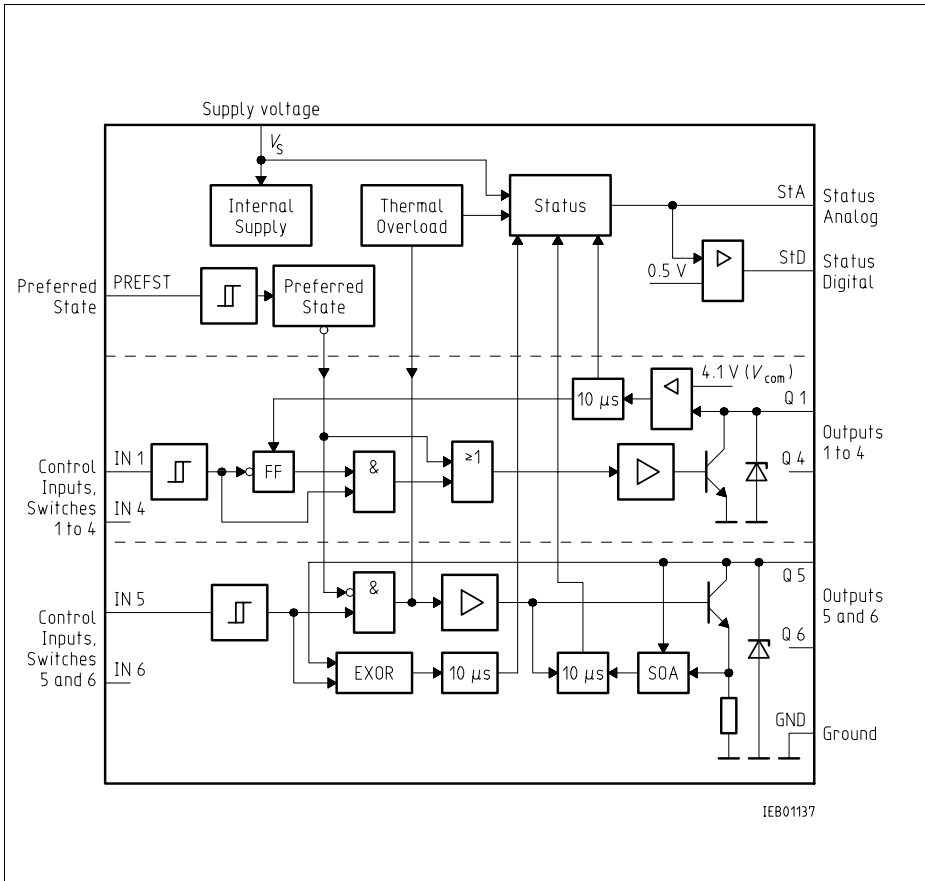 Supply voltage
VS
Internal
Supply
Thermal
Overload
Status
StA
Status
Analog
0.5 V
StD
Status
Digital
Preferred
State
PREFST
Preferred
State
4.1 V (Vcom)
10 µs
Q 1
Outputs
1 to 4
Q 4
Control
Inputs,
Switches
1 to 4
IN 1
IN 4
FF
&
≥1
Q 5
Outputs
5 and 6
Q 6
Control
Inputs,
Switches
5 and 6
IN 5
IN 6
&
EXOR
10 µs
10 µs
SOA
GND
Ground
IEB01137